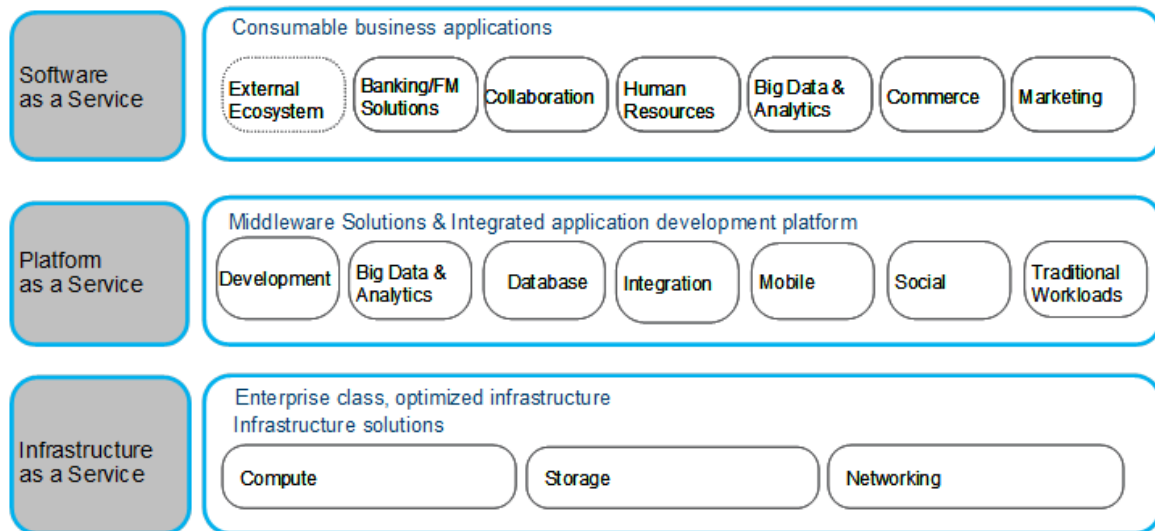 Software
as a Service
Consumable business applications
External
Ecosystem
Banking/FM
Solutions
Collaboration
Human
Resources
Big Data &
Analytics
Commerce
Marketing
Platform
as a Service
Middleware Solutions & Integrated application development platform
Development
Big Data &
Analytics
Database
Integration
Mobile
Social
Traditional
Workloads
Infrastructure
as a Service
Enterprise class, optimized infrastructure
Infrastructure solutions
Compute
Storage
Networking